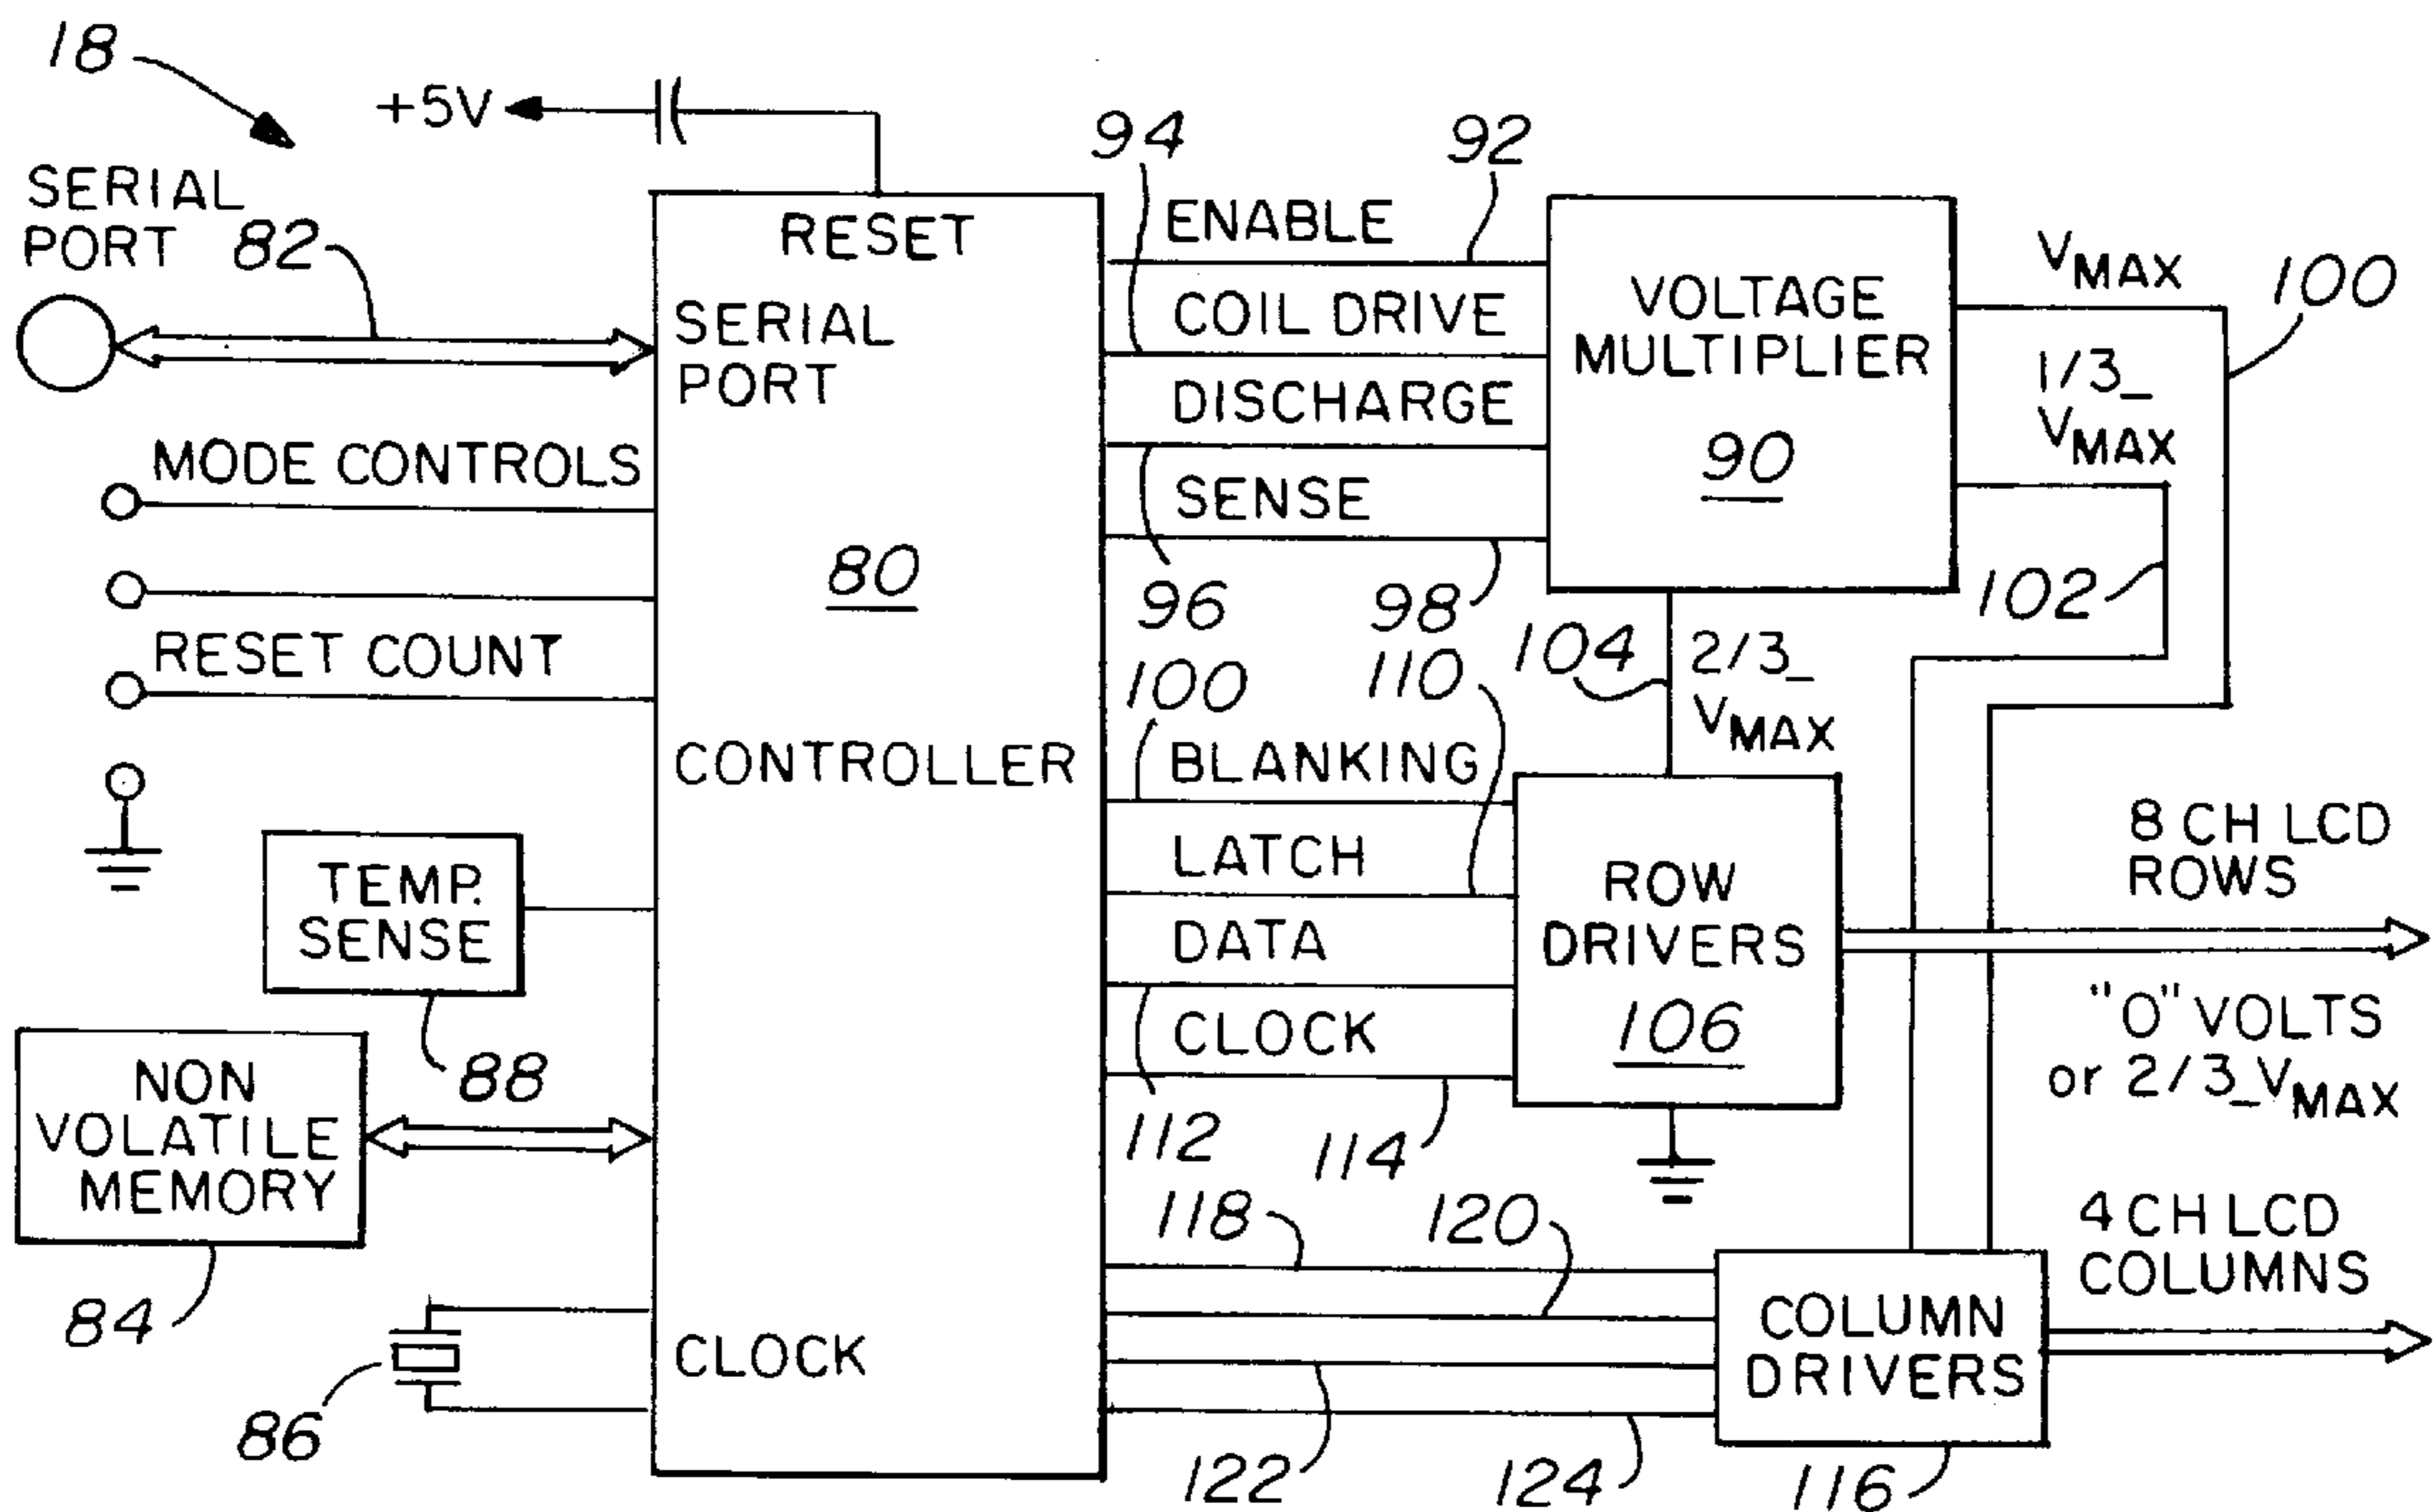 18
+5V
SERIAL
PORT
82
RESET
SERIAL
PORT
MODE CONTROLS
80
RESET COUNT
CONTROLLER
TEMP.
SENSE
88
NON
VOLATILE
MEMORY
84
86
CLOCK
94
92
ENABLE
COIL DRIVE
DISCHARGE
SENSE
96
98
VOLTAGE
MULTIPLIER
90
VMAX
100
1/3_
VMAX
102
104
2/3_
VMAX
100
110
BLANKING
LATCH
DATA
CLOCK
112
114
ROW
DRIVERS
106
8 CH LCD
ROWS
"0" VOLTS
or 2/3_VMAX
118
120
122
124
COLUMN
DRIVERS
116
4 CH LCD
COLUMNS